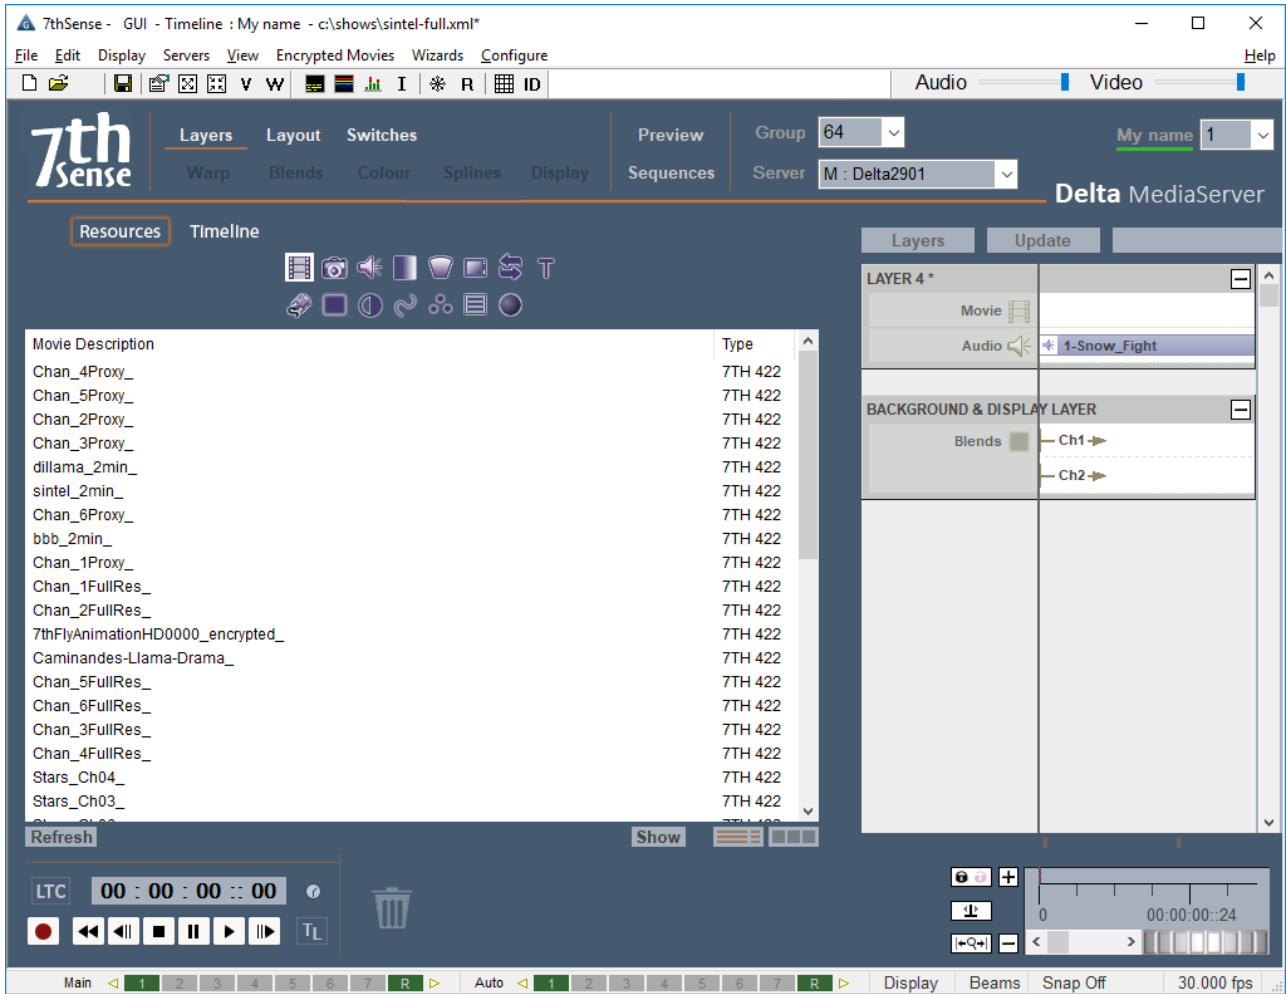 7thSense -   GUI  - Timeline  : My name  - c:\shows\sintel-full.xml*
File Edit Display Servers View Encrypted Movies Wizards Configure Help
V W I R ID Audio Video
7th Sense
Layers Layout Switches Preview Group 64 My name 1
Warp Blends Colour Splines Display Sequences Server M : Delta2901
Delta MediaServer
Resources Timeline
Layers Update
T
LAYER 4 *
Movie
Audio 1-Snow_Fight
BACKGROUND & DISPLAY LAYER
Blends Ch1
Ch2
Movie Description Type
Chan_4Proxy_ 7TH 422
Chan_5Proxy_ 7TH 422
Chan_2Proxy_ 7TH 422
Chan_3Proxy_ 7TH 422
dillama_2min_ 7TH 422
sintel_2min_ 7TH 422
Chan_6Proxy_ 7TH 422
bbb_2min_ 7TH 422
Chan_1Proxy_ 7TH 422
Chan_1FullRes_ 7TH 422
Chan_2FullRes_ 7TH 422
7thFlyAnimationHD0000_encrypted_ 7TH 422
Caminandes-Llama-Drama_ 7TH 422
Chan_5FullRes_ 7TH 422
Chan_6FullRes_ 7TH 422
Chan_3FullRes_ 7TH 422
Chan_4FullRes_ 7TH 422
Stars_Ch04_ 7TH 422
Stars_Ch03_ 7TH 422
Refresh Show
LTC 00 : 00 : 00 :: 00
TL
0 00:00:00::24
Main 1 2 3 4 5 6 7 R Auto 1 2 3 4 5 6 7 R Display Beams Snap Off 30.000 fps